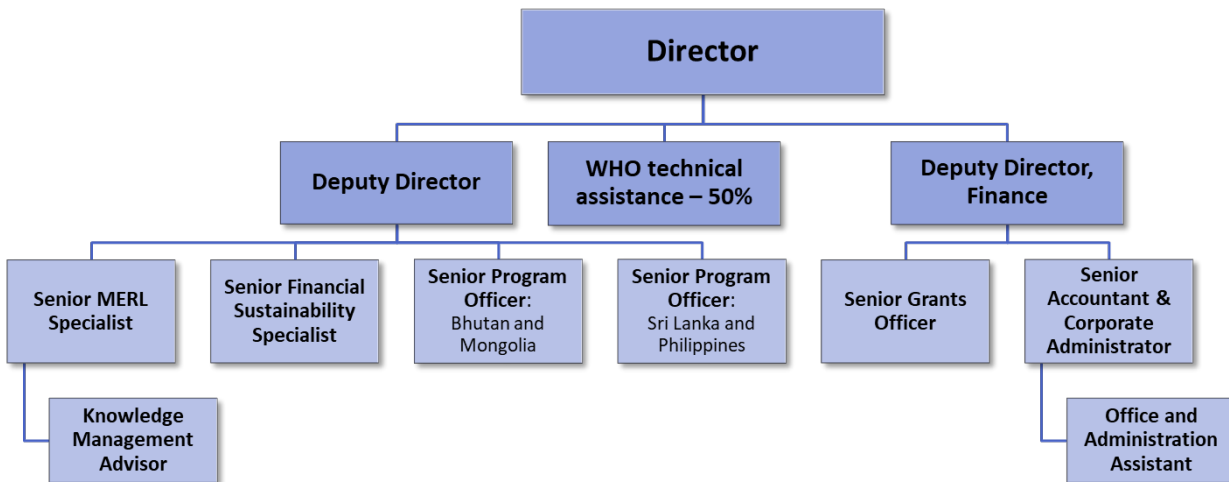 Director
Deputy Director
WHO technical
assistance – 50%
Deputy Director,
Finance
Senior MERL
Specialist
Senior Financial
Sustainability
Specialist
Senior Program
Officer:
Bhutan and
Mongolia
Senior Program
Officer:
Sri Lanka and
Philippines
Senior Grants
Officer
Senior
Accountant &
Corporate
Administrator
Knowledge
Management
Advisor
Office and
Administration
Assistant